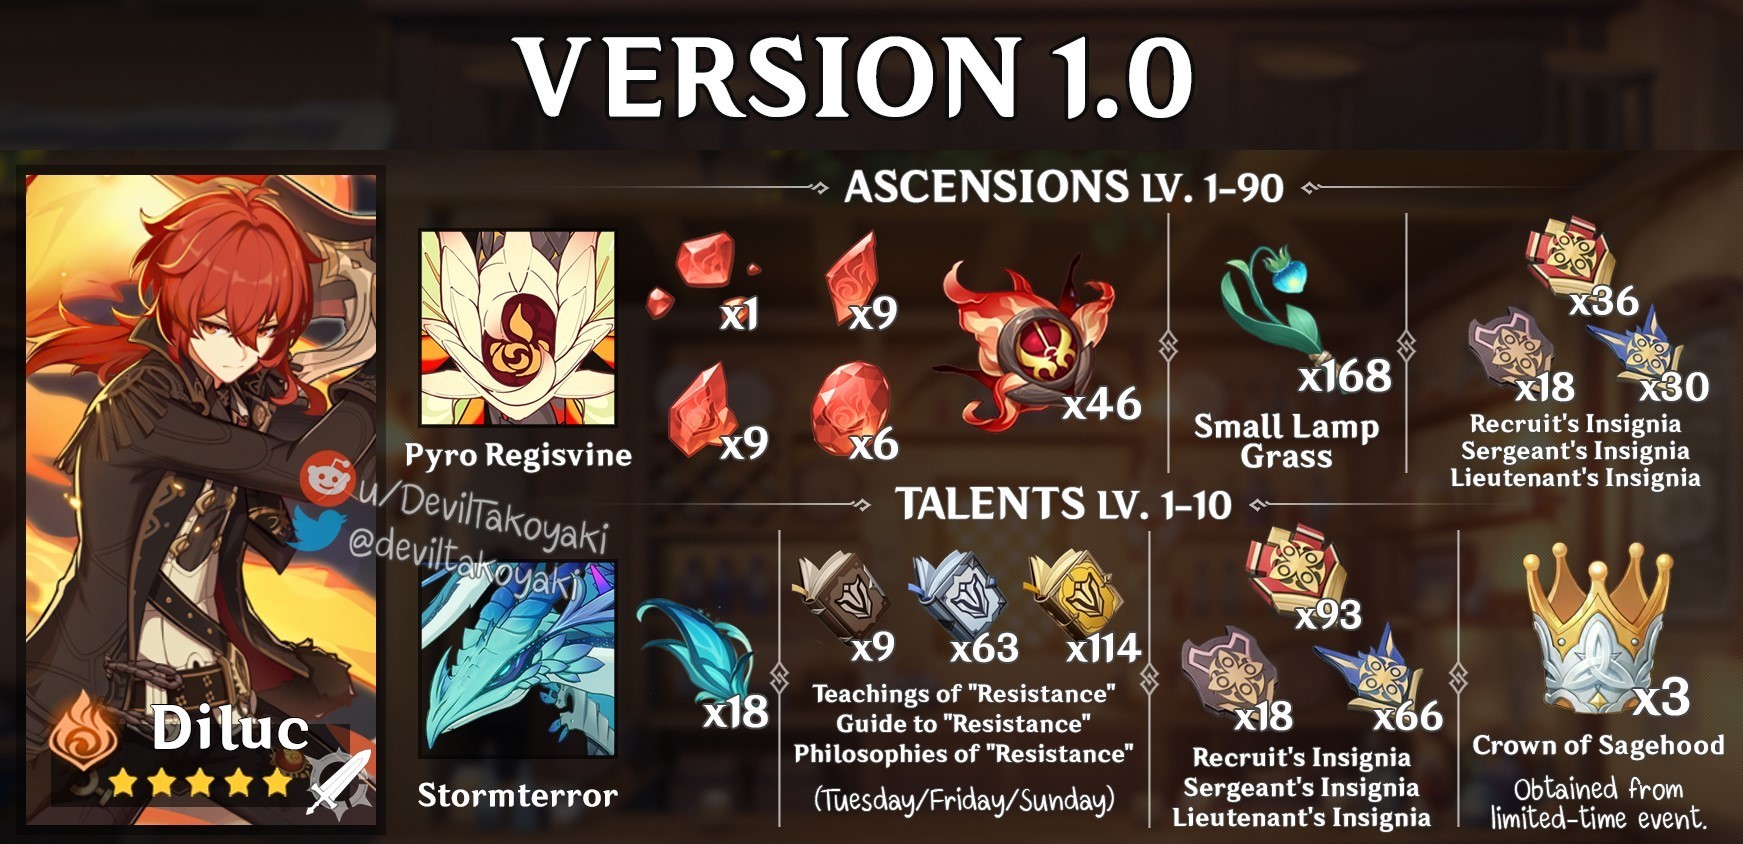 VERSION 1.0
ASCENSIONS LV. 1-90
x1
x9
x9
x6
x46
Pyro Regisvine
x168
Small Lamp
Grass
x36
x18
x30
Recruit's Insignia
Sergeant's Insignia
Lieutenant's Insignia
u/DevilTakoyaki
@deviltakoyaki
TALENTS LV. 1-10
x18
Stormterror
x9
x63
x114
Teachings of "Resistance"
Guide to "Resistance"
Philosophies of "Resistance"
(Tuesday/Friday/Sunday)
x93
x18
x66
Recruit's Insignia
Sergeant's Insignia
Lieutenant's Insignia
x3
Crown of Sagehood
Obtained from
limited-time event.
Diluc